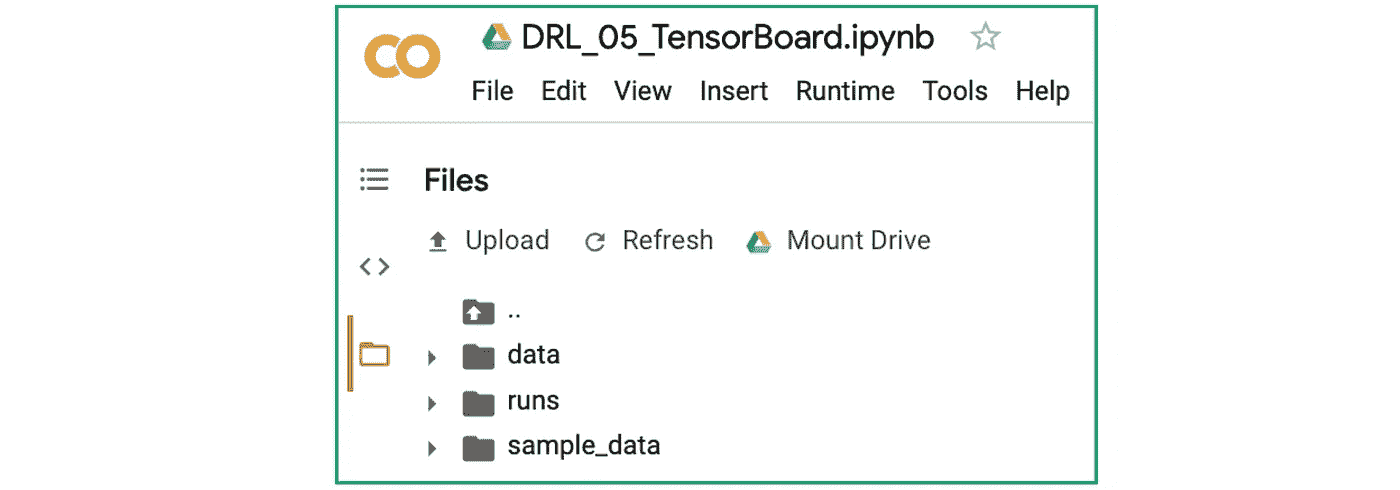 CO DRL_05_TensorBoard.ipynb
File Edit View Insert Runtime Tools Help
Files
Upload Refresh Mount Drive
..
data
runs
sample_data